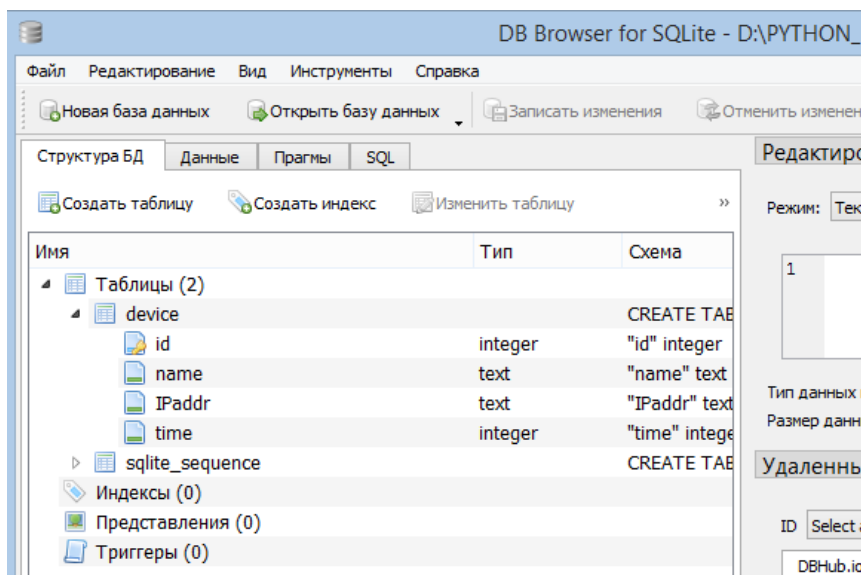 DB Browser for SQLite - D:\PYTHON_
Файл Редактирование Вид Инструменты Справка
Новая база данных Открыть базу данных Записать изменения Отменить изменен
Структура БД Данные Прагмы SQL
Создать таблицу Создать индекс Изменить таблицу »
Имя Тип Схема
Таблицы (2)
device CREATE TAB
id integer "id" integer
name text "name" text
IPaddr text "IPaddr" text
time integer "time" intege
sqlite_sequence CREATE TAB
Индексы (0)
Представления (0)
Триггеры (0)
Редактиро
Режим: Тек
1
Тип данных
Размер данн
Удаленны
ID Select
DBHub.io